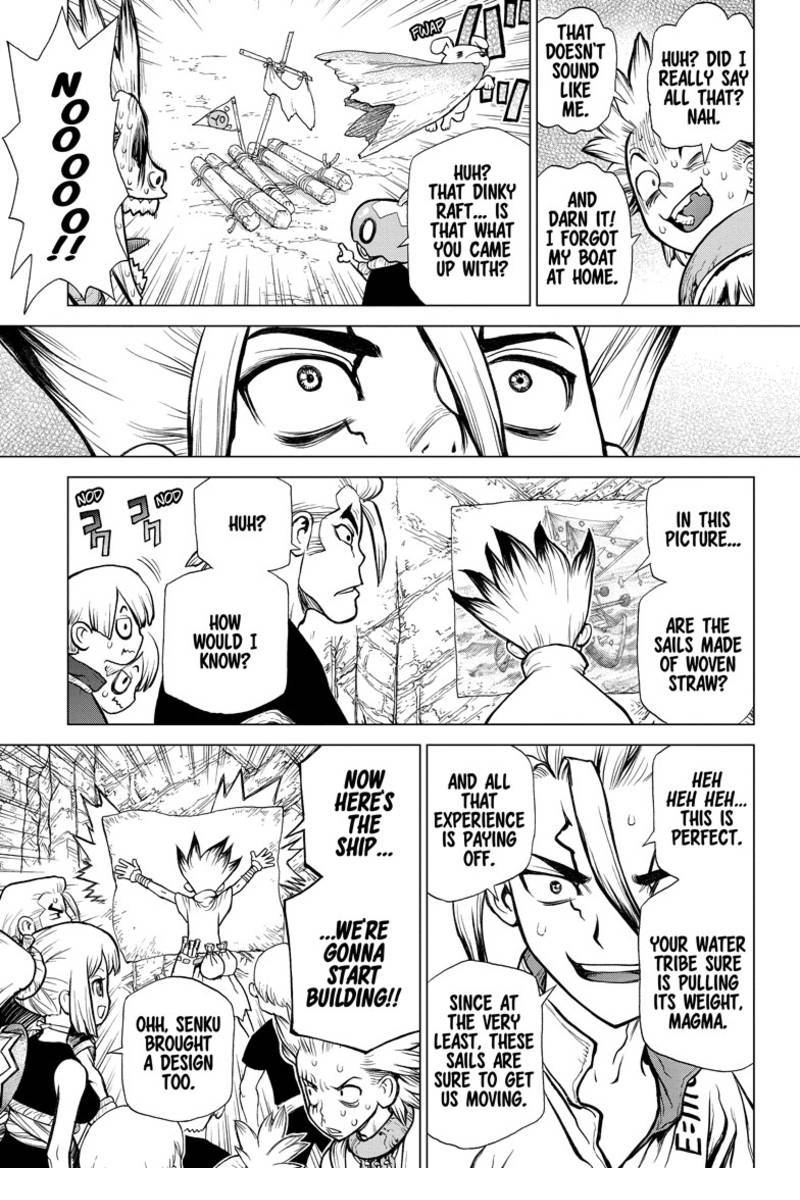 HUH? DID I
REALLY SAY
ALL THAT?
NAH.
THAT
DOESN'T
SOUND
LIKE
ME.
AND
DARN IT!
I FORGOT
MY BOAT
AT HOME.
FWAP
YO
HUH?
THAT DINKY
RAFT... IS
THAT WHAT
YOU CAME
UP WITH?
NOOOOO!!
IN THIS
PICTURE...
ARE THE
SAILS MADE
OF WOVEN
STRAW?
HUH?
HOW
WOULD I
KNOW?
NOD
NOD
コク
コク
HEH
HEH HEH...
THIS IS
PERFECT.
YOUR WATER
TRIBE SURE
IS PULLING
ITS WEIGHT,
MAGMA.
AND ALL
THAT
EXPERIENCE
IS PAYING
OFF.
SINCE AT
THE VERY
LEAST, THESE
SAILS ARE
SURE TO GET
US MOVING.
NOW
HERE'S
THE
SHIP...
...WE'RE
GONNA
START
BUILDING!!
OHH, SENKU
BROUGHT
A DESIGN
TOO.